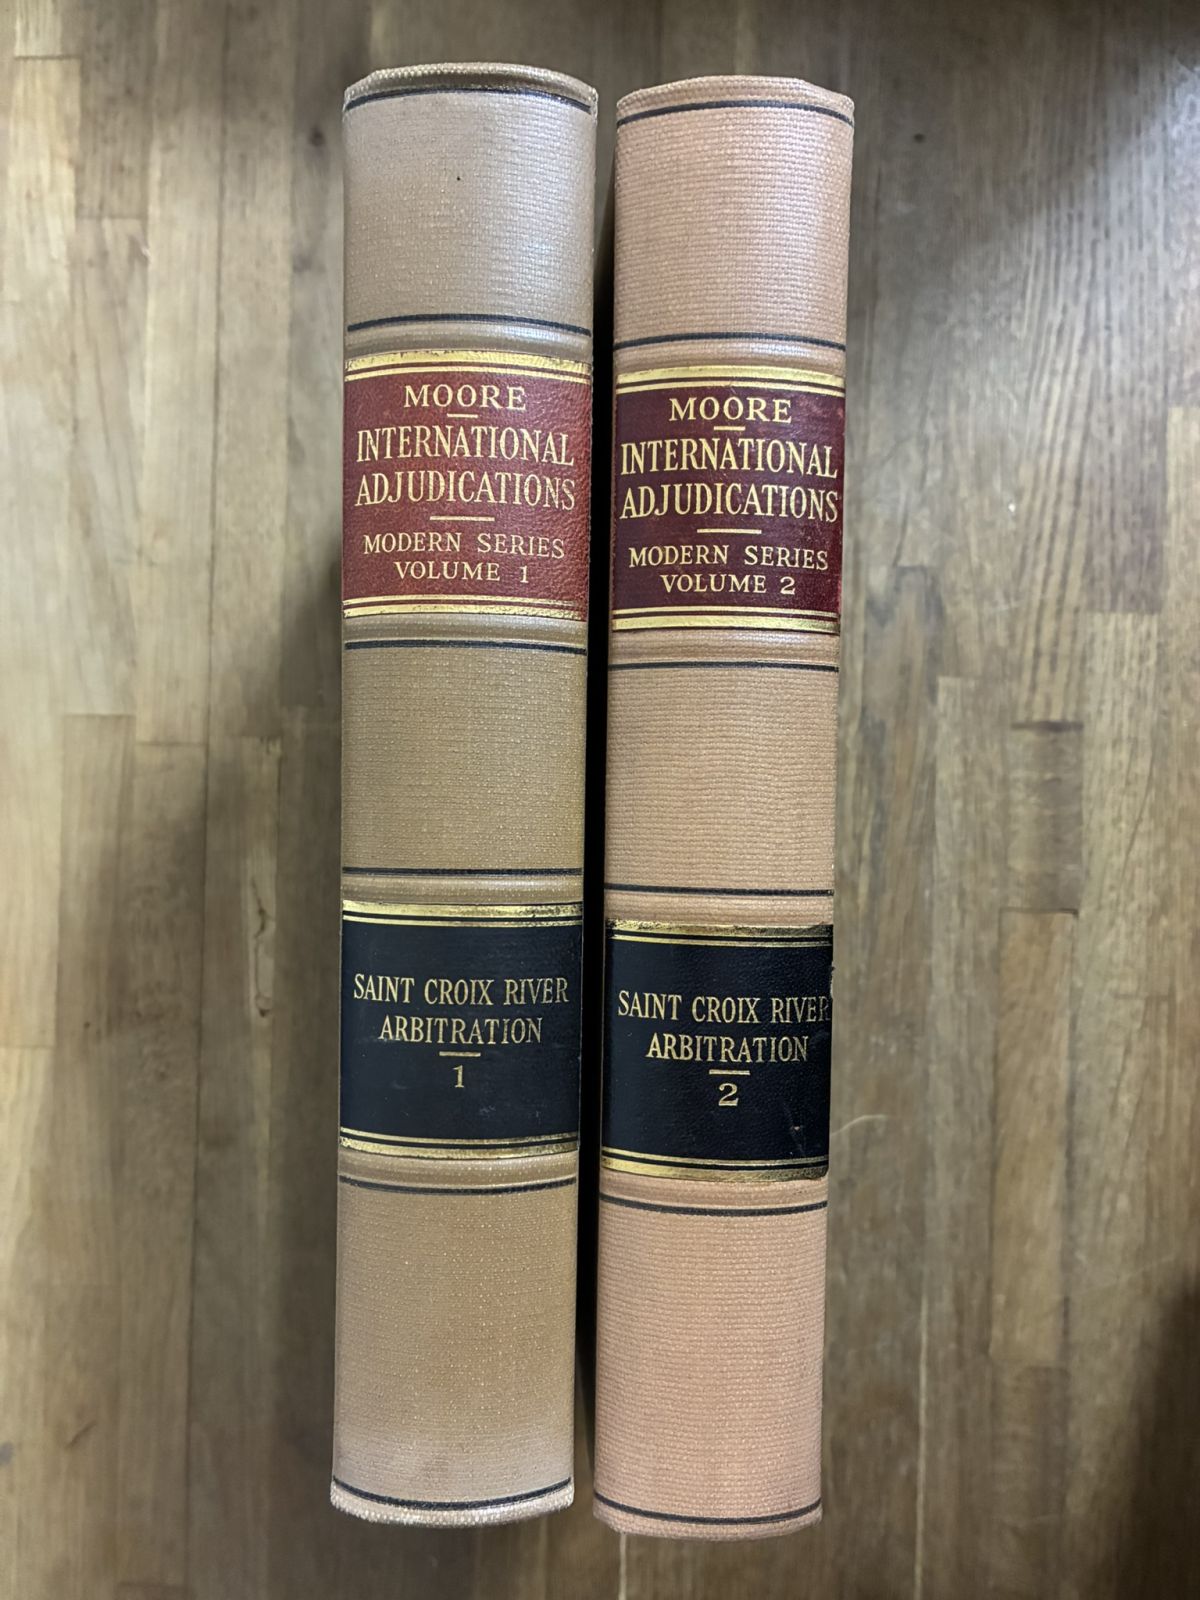 MOORE
INTERNATIONAL
ADJUDICATIONS
MODERN SERIES
VOLUME 1
SAINT CROIX RIVER
ARBITRATION
1
MOORE
INTERNATIONAL
ADJUDICATIONS
MODERN SERIES
VOLUME 2
SAINT CROIX RIVER
ARBITRATION
2